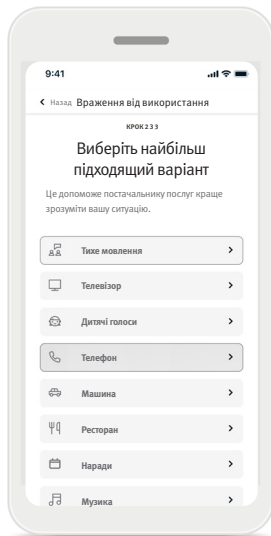 9:41
Назад Враження від використання
КРОК 2 З 3
Виберіть найбільш
підходящий варіант
Це допоможе постачальнику послуг краще
зрозуміти вашу ситуацію.
Тихе мовлення
Телевізор
Дитячі голоси
Телефон
Машина
Ресторан
Наради
Музика